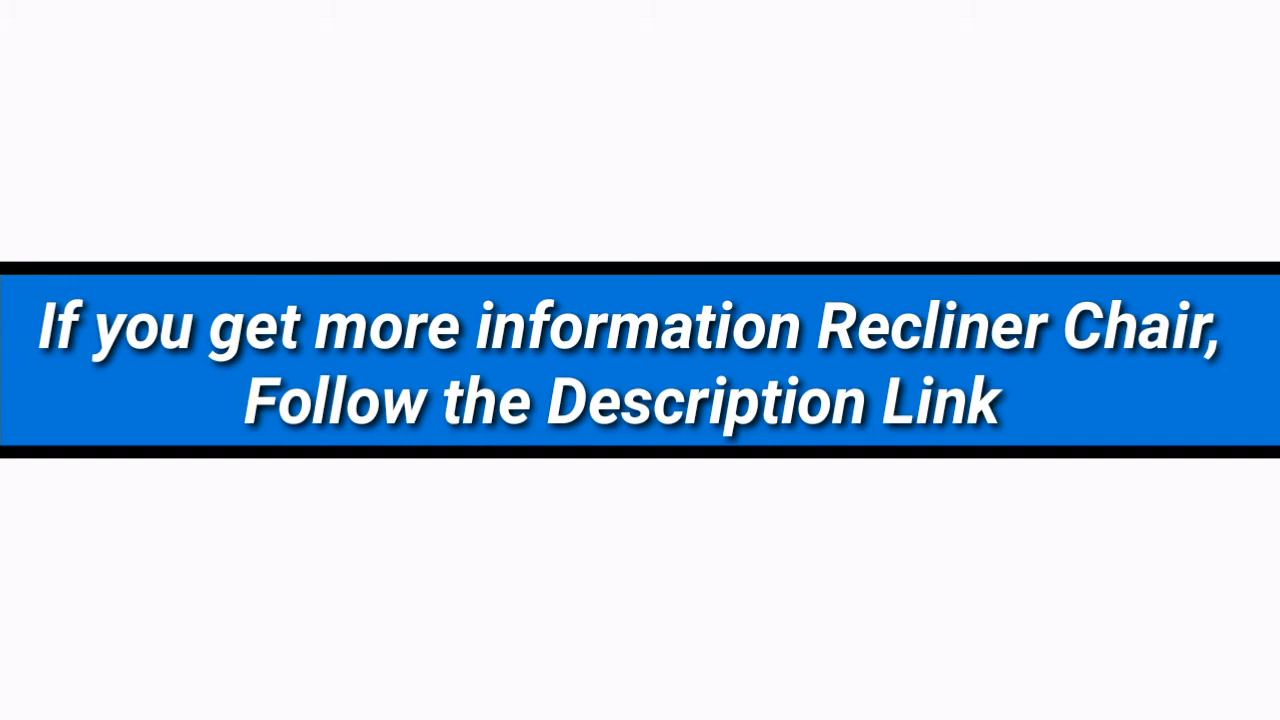 If you get more information Recliner Chair,
Follow the Description Link